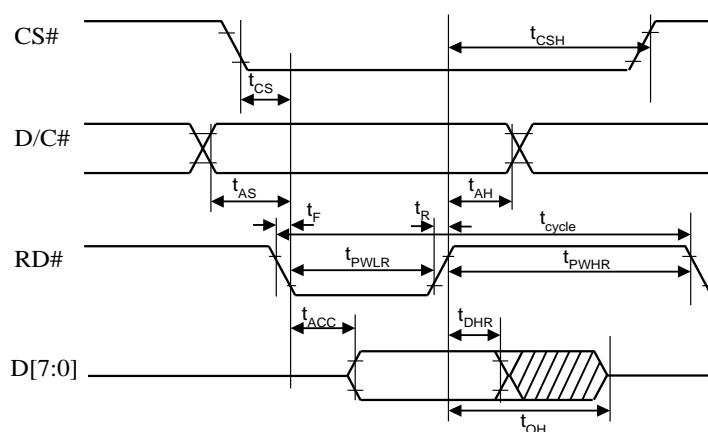 CS#
tCSH
tCS
D/C#
tAS
tF
tR
tAH
tcycle
RD#
tPWLR
tPWHR
tACC
tDHR
D[7:0]
tOH